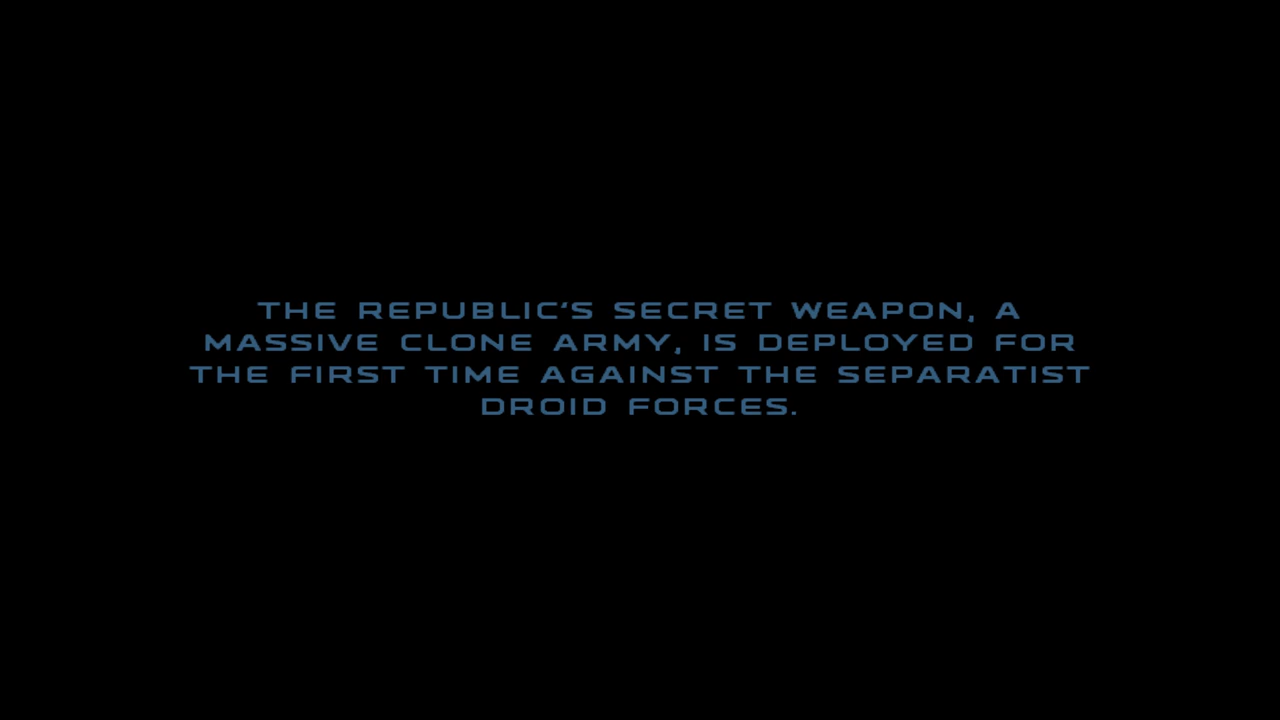 THE REPUBLIC'S SECRET WEAPON, A
MASSIVE CLONE ARMY, IS DEPLOYED FOR
THE FIRST TIME AGAINST THE SEPARATIST
DROID FORCES.